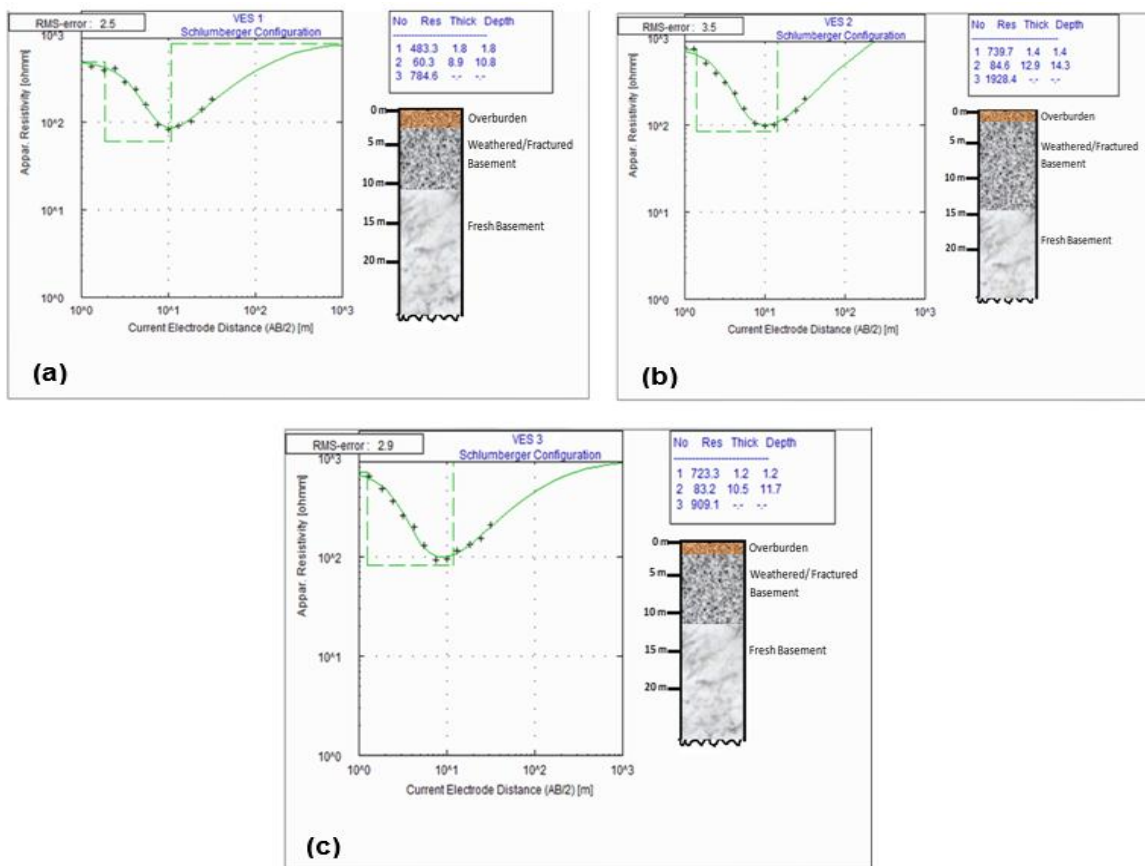 RMS-error : 2.5
VES 1
Schlumberger Configuration
10^3
10^2
10^1
10^0
Appar. Resistivity [ohmm]
10^0 10^1 10^2 10^3
Current Electrode Distance (AB/2) [m]
No Res Thick Depth
1 483.3 1.8 1.8
2 60.3 8.9 10.8
3 784.6 -.- -.-
0 m
5 m
10 m
15 m
20 m
Overburden
Weathered/Fractured
Basement
Fresh Basement
(a)
RMS-error : 3.5
VES 2
Schlumberger Configuration
10^3
10^2
10^1
10^0
Appar. Resistivity [ohmm]
10^0 10^1 10^2 10^3
Current Electrode Distance (AB/2) [m]
No Res Thick Depth
1 739.7 1.4 1.4
2 84.6 12.9 14.3
3 1928.4 -.- -.-
0 m
5 m
10 m
15 m
20 m
Overburden
Weathered/Fractured
Basement
Fresh Basement
(b)
RMS-error : 2.9
VES 3
Schlumberger Configuration
10^3
10^2
10^1
10^0
Appar. Resistivity [ohmm]
10^0 10^1 10^2 10^3
Current Electrode Distance (AB/2) [m]
No Res Thick Depth
1 723.3 1.2 1.2
2 83.2 10.5 11.7
3 909.1 -.- -.-
0 m
5 m
10 m
15 m
20 m
Overburden
Weathered/ Fractured
Basement
Fresh Basement
(c)